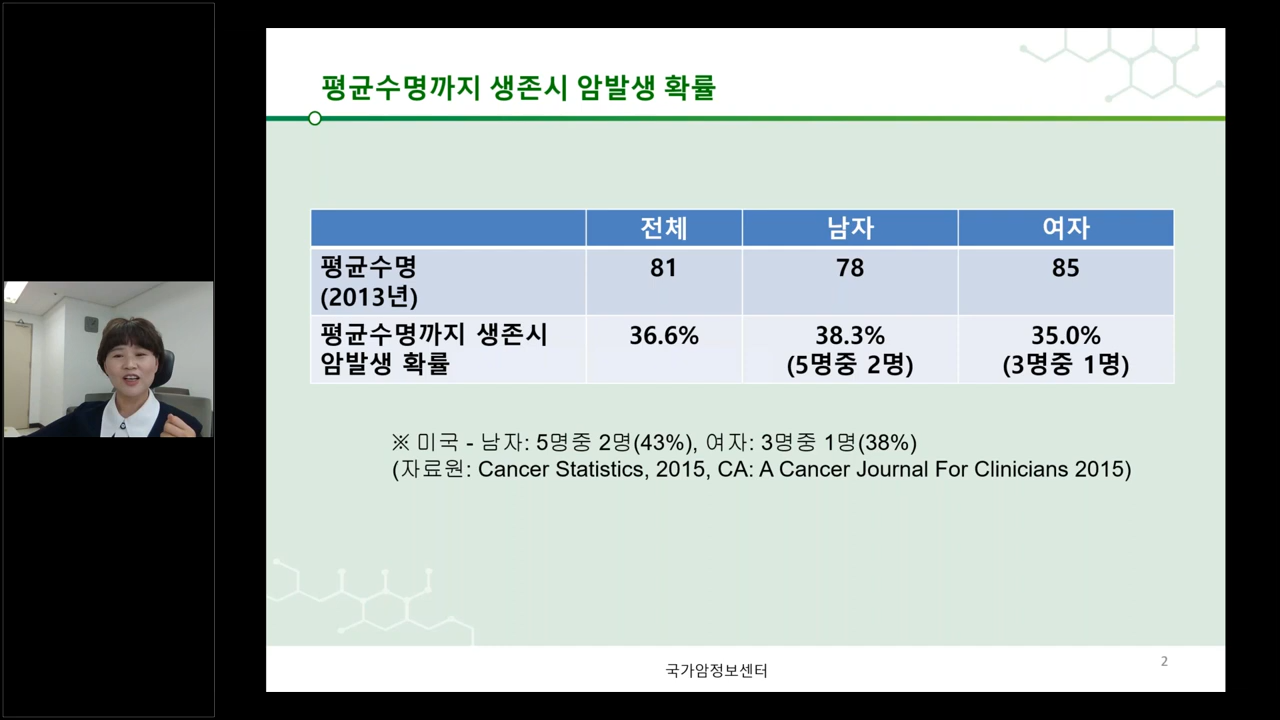 평균수명까지 생존시 암발생 확률
전체 남자 여자
평균수명
(2013년)
81 78 85
평균수명까지 생존시
암발생 확률
36.6%
38.3%
(5명중 2명)
35.0%
(3명중 1명)
※ 미국 - 남자: 5명중 2명(43%), 여자: 3명중 1명(38%)
(자료원: Cancer Statistics, 2015, CA: A Cancer Journal For Clinicians 2015)
국가암정보센터
2